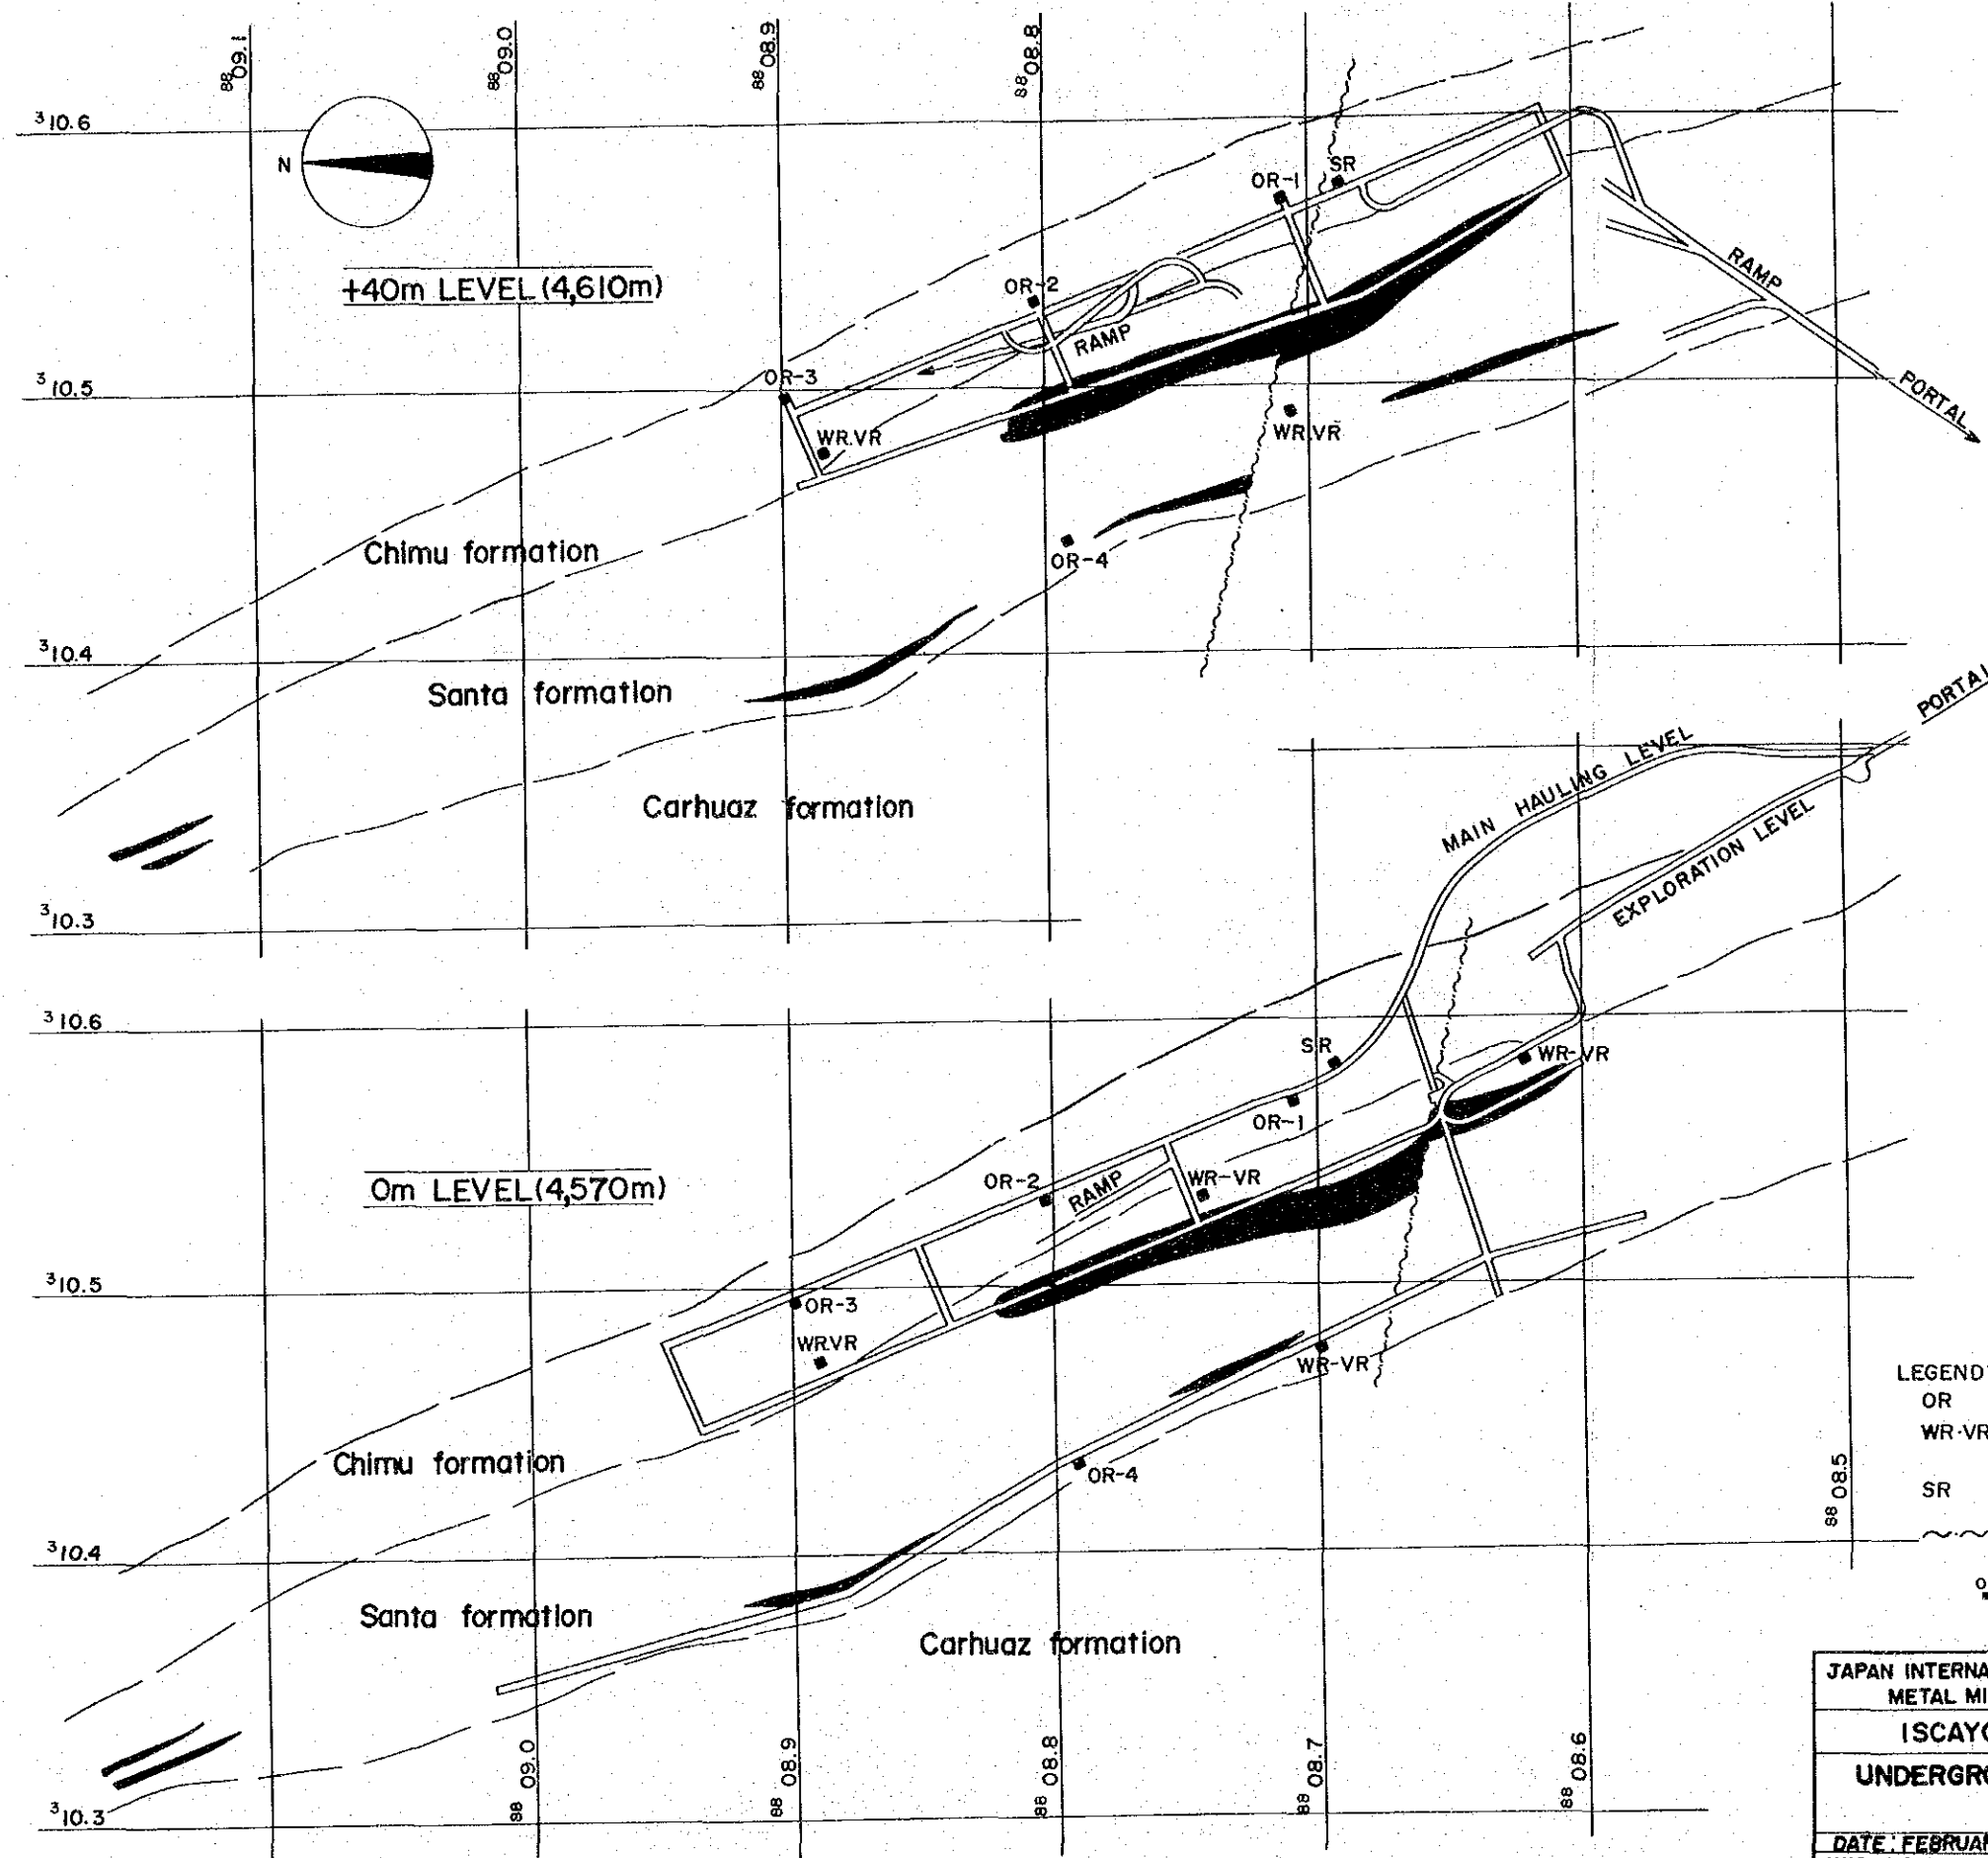 88 09.1
88 09.0
88 08.9
88 08.8
3 10.6
N
+40m LEVEL (4,610m)
OR-1
SR
OR-2
RAMP
RAMP
3 10.5
OR-3
WR.VR
WR.VR
PORTAL
Chimu formation
OR-4
3 10.4
Santa formation
Carhuaz formation
PORTAL
MAIN HAULING LEVEL
EXPLORATION LEVEL
3 10.3
3 10.6
SR
WR-VR
OR-1
0m LEVEL (4,570m)
OR-2
RAMP
WR-VR
3 10.5
OR-3
WR.VR
WR-VR
LEGEND
OR
WR·VR
SR
Chimu formation
OR-4
88 08.5
3 10.4
Santa formation
Carhuaz formation
88 09.0
88 08.9
88 08.8
88 08.7
88 08.6
3 10.3
JAPAN INTERNA
METAL MI
ISCAY
UNDERGR
DATE: FEBRUA